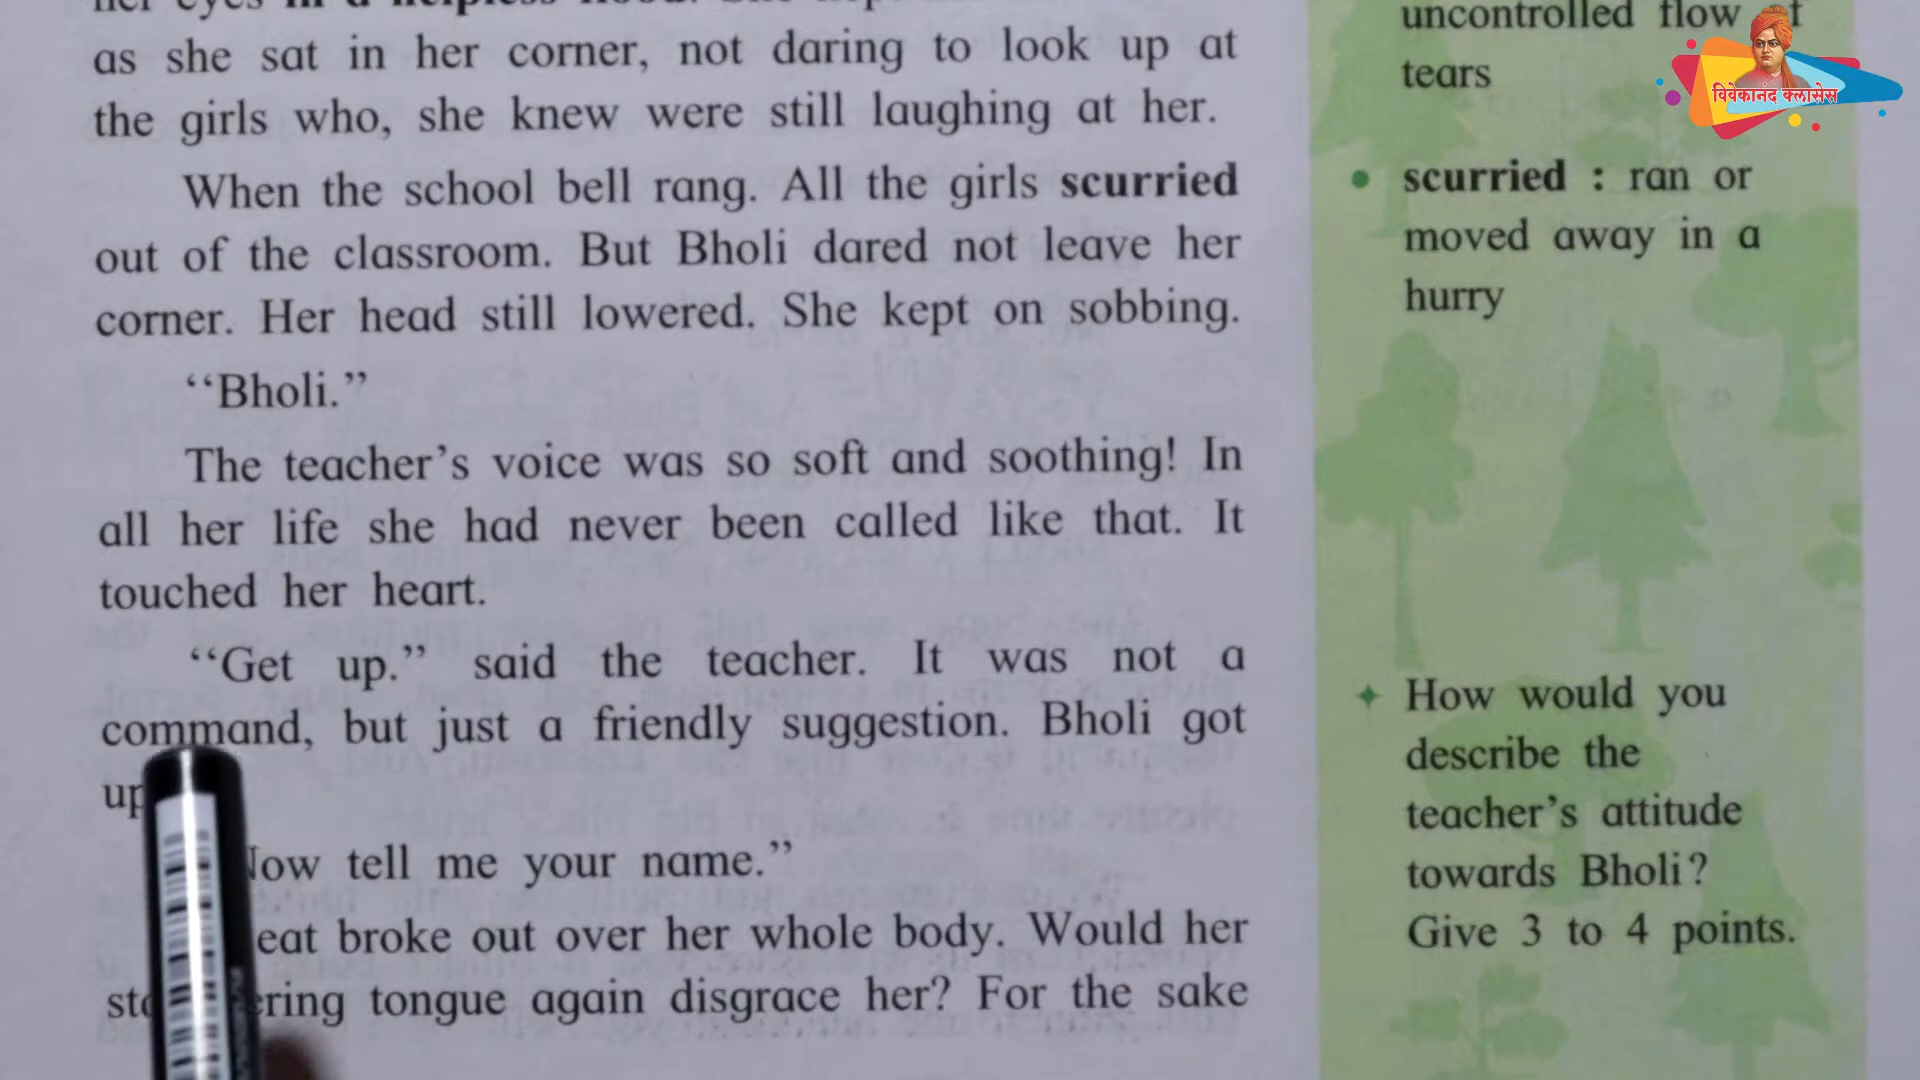 as she sat in her corner, not daring to look up at
the girls who, she knew were still laughing at her.
When the school bell rang. All the girls scurried
out of the classroom. But Bholi dared not leave her
corner. Her head still lowered. She kept on sobbing.
“Bholi.”
The teacher’s voice was so soft and soothing! In
all her life she had never been called like that. It
touched her heart.
“Get up.” said the teacher. It was not a
command, but just a friendly suggestion. Bholi got
up
tell me your name.”
broke out over her whole body. Would her
tongue again disgrace her? For the sake
uncontrolled flow
tears
• scurried : ran or
moved away in a
hurry
How would you
describe the
teacher’s attitude
towards Bholi?
Give 3 to 4 points.
विवेकानंद क्लासेस